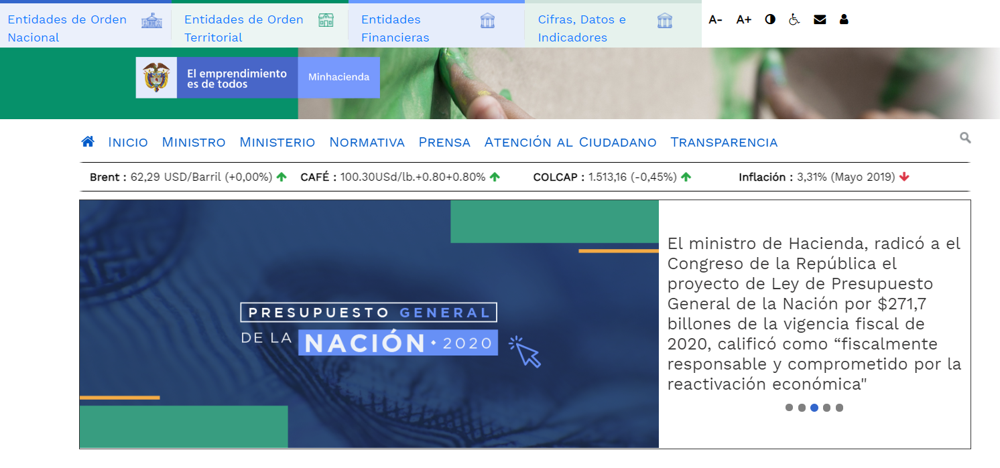 Entidades de Orden
Nacional
Entidades de Orden
Territorial
Entidades
Financieras
Cifras, Datos e
Indicadores
A- A+
El emprendimiento
es de todos
Minhacienda
Inicio Ministro Ministerio Normativa Prensa Atención al Ciudadano Transparencia
Brent : 62,29 USD/Barril (+0,00%) CAFÉ : 100.30USd/lb.+0.80+0.80% COLCAP : 1.513,16 (-0,45%) Inflación : 3,31% (Mayo 2019)
PRESUPUESTO GENERAL
DE LA NACIÓN · 2020
El ministro de Hacienda, radicó a el
Congreso de la República el
proyecto de Ley de Presupuesto
General de la Nación por $271,7
billones de la vigencia fiscal de
2020, calificó como “fiscalmente
responsable y comprometido por la
reactivación económica"